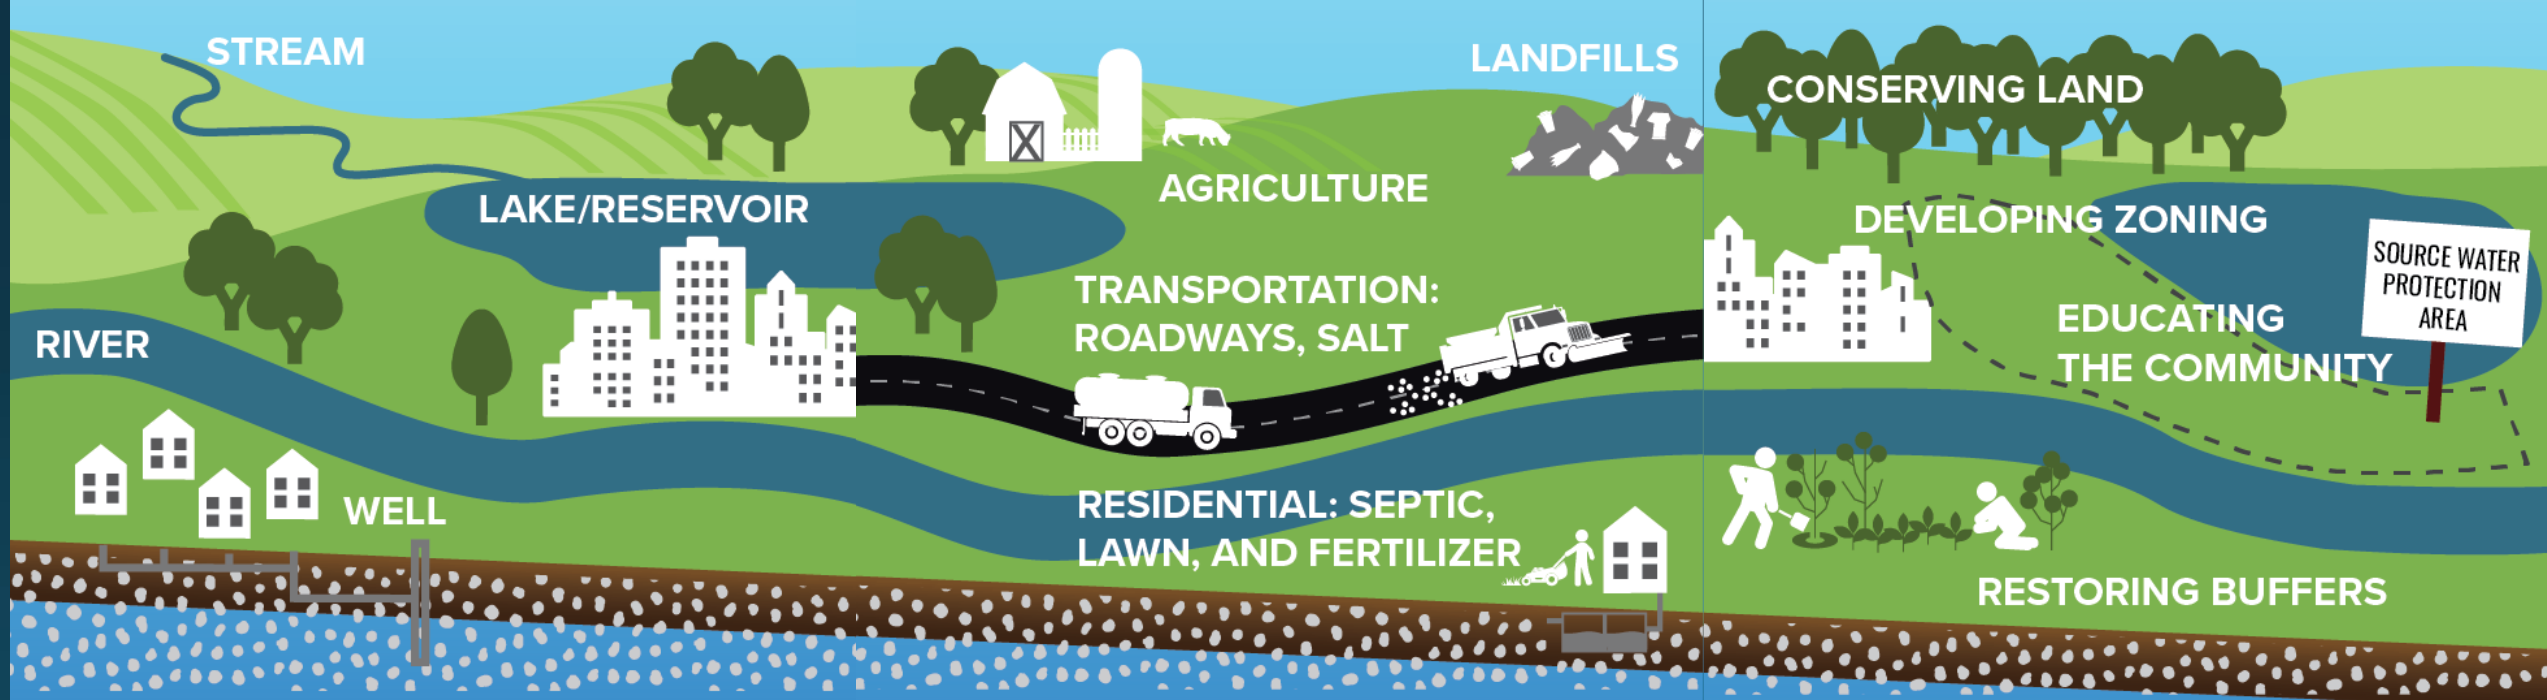 STREAM
LAKE/RESERVOIR
RIVER
WELL
LANDFILLS
AGRICULTURE
TRANSPORTATION:
ROADWAYS, SALT
RESIDENTIAL: SEPTIC,
LAWN, AND FERTILIZER
CONSERVING LAND
DEVELOPING ZONING
SOURCE WATER
PROTECTION
AREA
EDUCATING
THE COMMUNITY
RESTORING BUFFERS